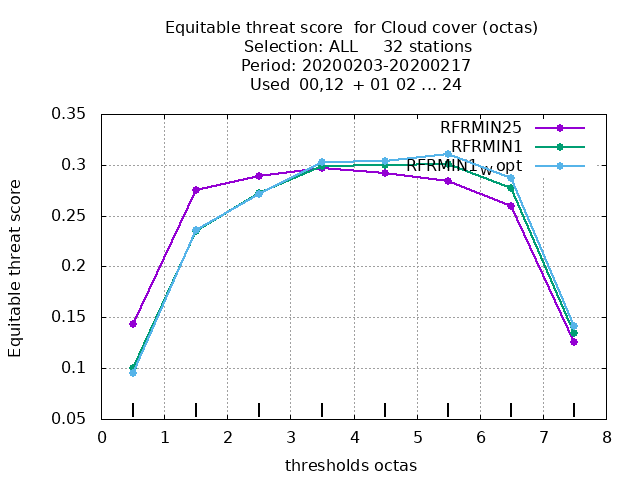 Equitable threat score  for Cloud cover (octas)
Selection: ALL     32 stations
Period: 20200203-20200217
Used  00,12  + 01 02 ... 24
RFRMIN25
RFRMIN1
RFRMIN1_wopt
Equitable threat score
0.35
0.3
0.25
0.2
0.15
0.1
0.05
0 1 2 3 4 5 6 7 8
thresholds octas